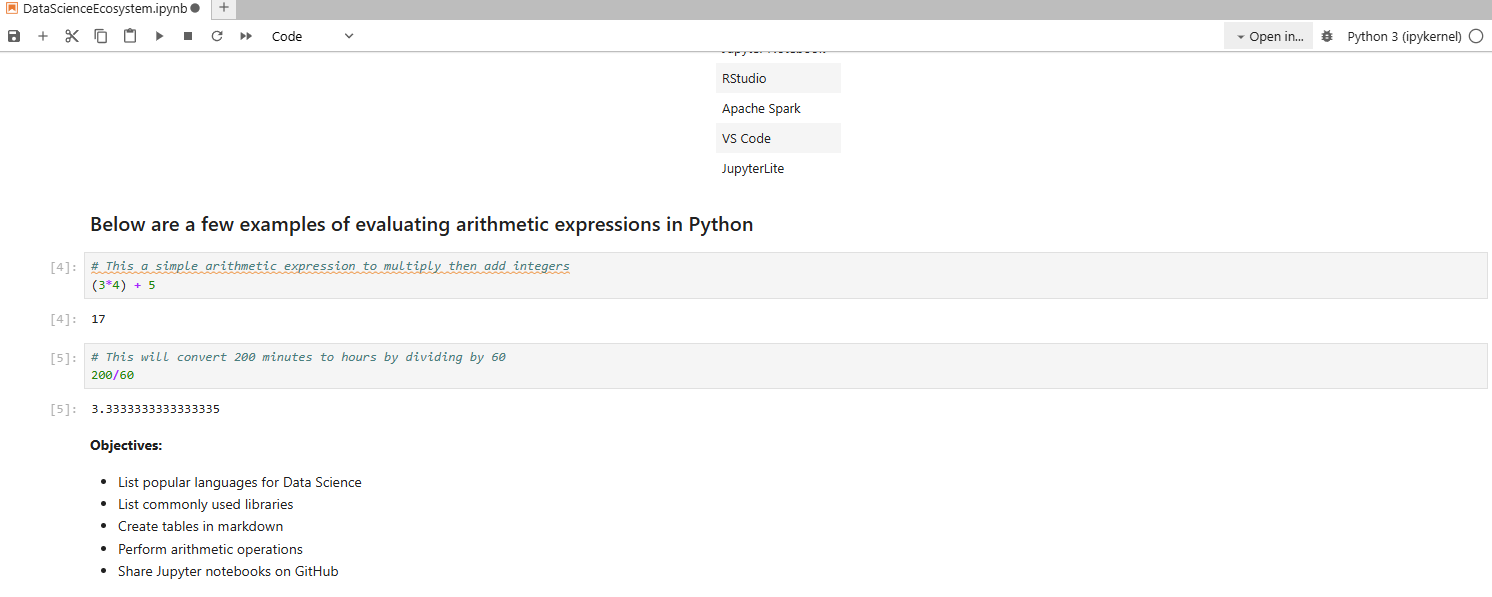 DataScienceEcosystem.ipynb
Code
Open in...
Python 3 (ipykernel)
Jupyter Notebook
RStudio
Apache Spark
VS Code
JupyterLite
Below are a few examples of evaluating arithmetic expressions in Python
[4]: # This a simple arithmetic expression to multiply then add integers
(3*4) + 5
[4]: 17
[5]: # This will convert 200 minutes to hours by dividing by 60
200/60
[5]: 3.3333333333333335
Objectives:
• List popular languages for Data Science
• List commonly used libraries
• Create tables in markdown
• Perform arithmetic operations
• Share Jupyter notebooks on GitHub